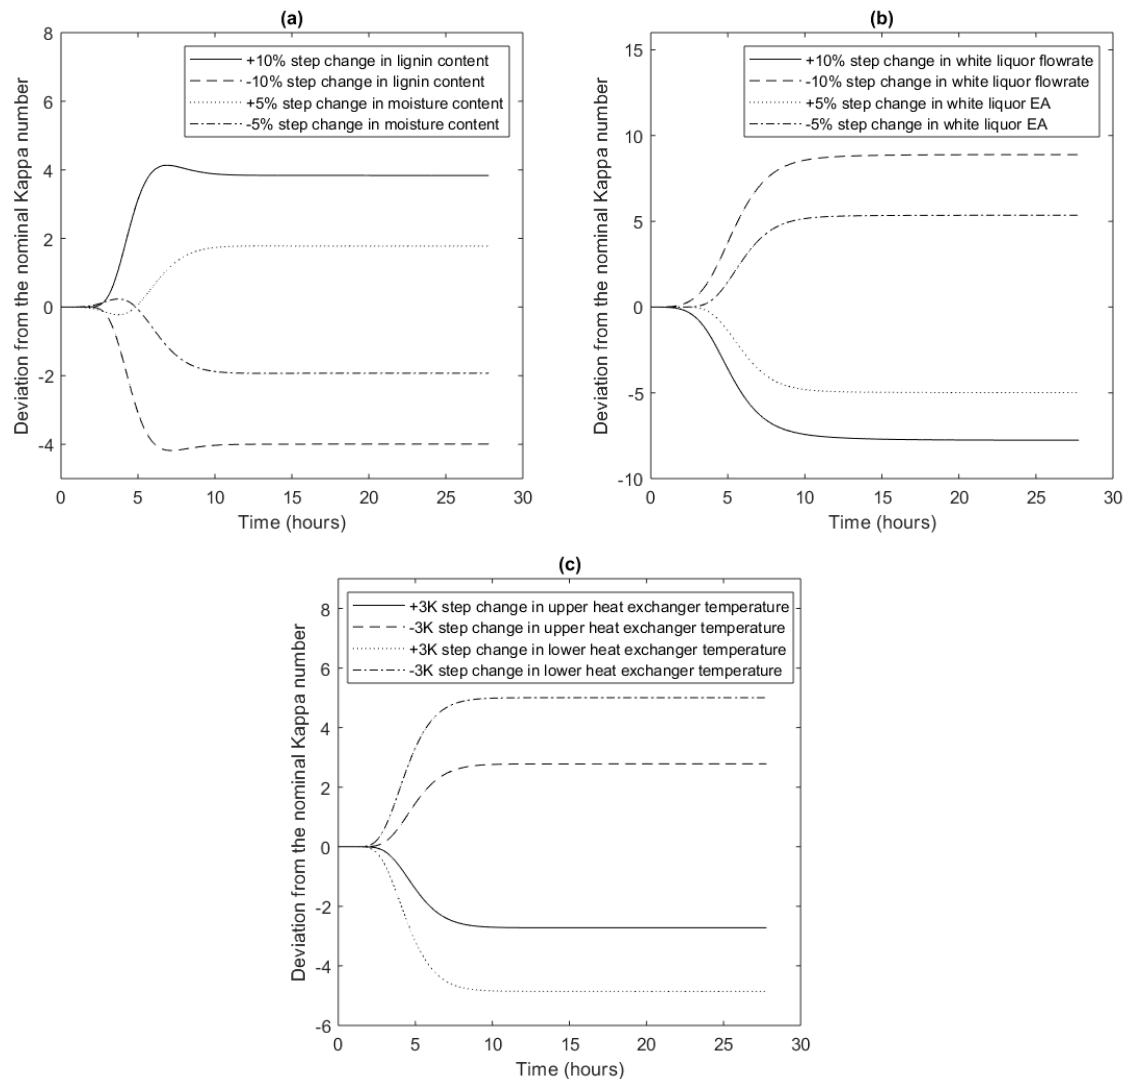 (a)
8
6
4
2
0
-2
-4
0
5
10
15
20
25
30
Time (hours)
Deviation from the nominal Kappa number
+10% step change in lignin content
-10% step change in lignin content
+5% step change in moisture content
-5% step change in moisture content
(b)
15
10
5
0
-5
-10
0
5
10
15
20
25
30
Time (hours)
Deviation from the nominal Kappa number
+10% step change in white liquor flowrate
-10% step change in white liquor flowrate
+5% step change in white liquor EA
-5% step change in white liquor EA
(c)
8
6
4
2
0
-2
-4
-6
0
5
10
15
20
25
30
Time (hours)
Deviation from the nominal Kappa number
+3K step change in upper heat exchanger temperature
-3K step change in upper heat exchanger temperature
+3K step change in lower heat exchanger temperature
-3K step change in lower heat exchanger temperature